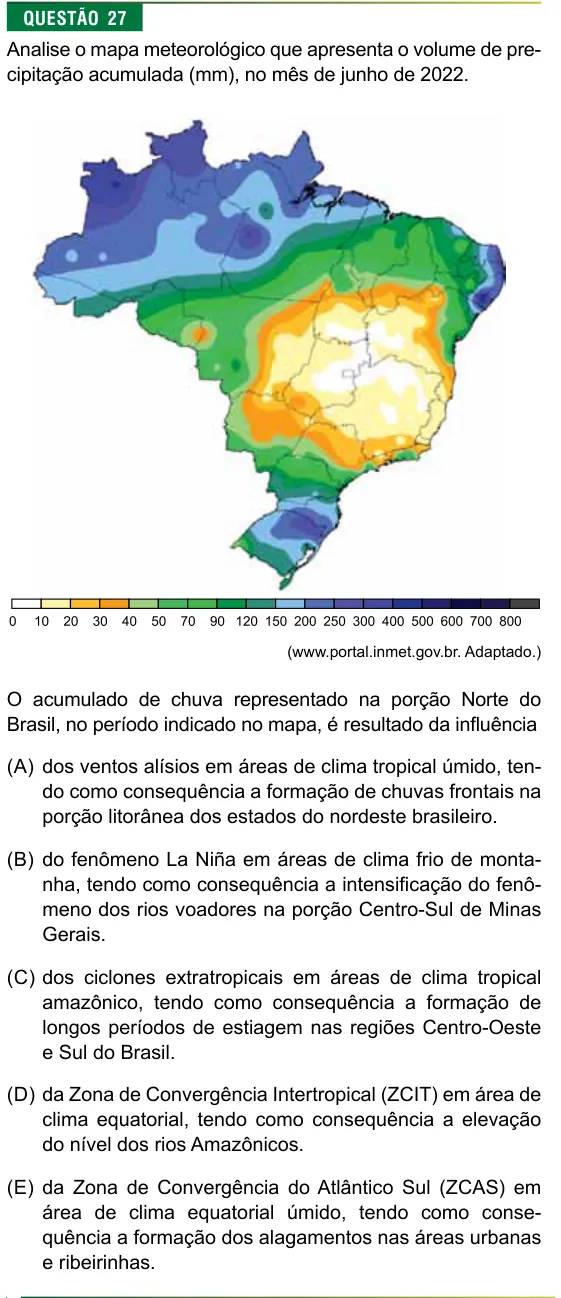 QUESTÃO 27
Analise o mapa meteorológico que apresenta o volume de pre-
cipitação acumulada (mm), no mês de junho de 2022.
0 10 20 30 40 50 70 90 120 150 200 250 300 400 500 600 700 800
(www.portal.inmet.gov.br. Adaptado.)
O acumulado de chuva representado na porção Norte do
Brasil, no período indicado no mapa, é resultado da influência
(A) dos ventos alísios em áreas de clima tropical úmido, ten-
do como consequência a formação de chuvas frontais na
porção litorânea dos estados do nordeste brasileiro.
(B) do fenômeno La Niña em áreas de clima frio de monta-
nha, tendo como consequência a intensificação do fenô-
meno dos rios voadores na porção Centro-Sul de Minas
Gerais.
(C) dos ciclones extratropicais em áreas de clima tropical
amazônico, tendo como consequência a formação de
longos períodos de estiagem nas regiões Centro-Oeste
e Sul do Brasil.
(D) da Zona de Convergência Intertropical (ZCIT) em área de
clima equatorial, tendo como consequência a elevação
do nível dos rios Amazônicos.
(E) da Zona de Convergência do Atlântico Sul (ZCAS) em
área de clima equatorial úmido, tendo como conse-
quência a formação dos alagamentos nas áreas urbanas
e ribeirinhas.